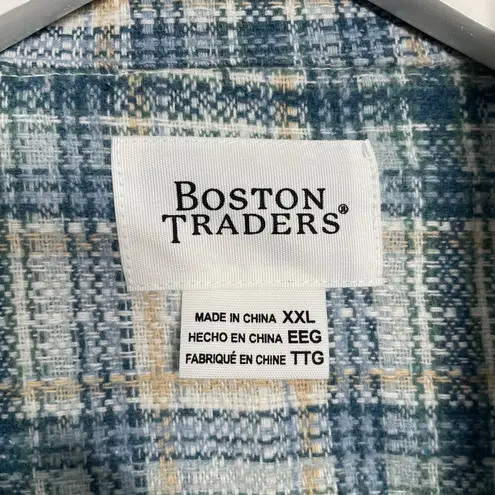 BOSTON
TRADERS®
MADE IN CHINA XXL
HECHO EN CHINA EEG
FABRIQUÉ EN CHINE TTG